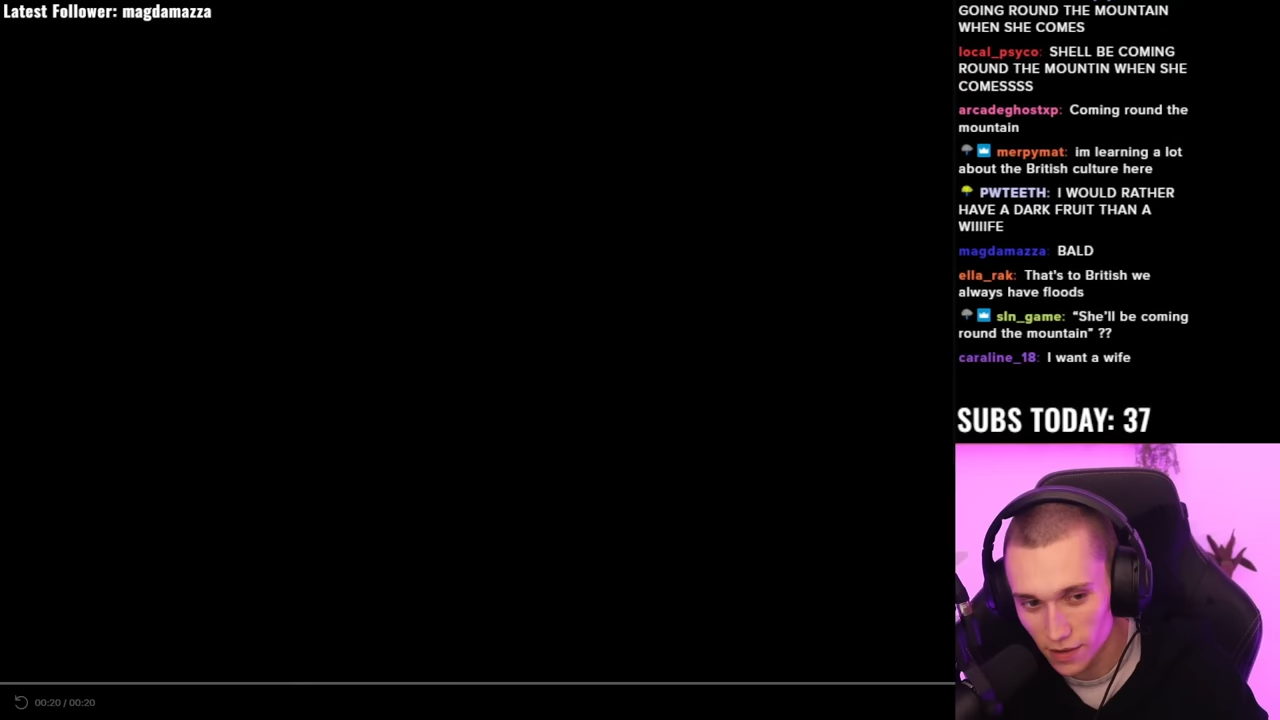 Latest Follower: magdamazza
GOING ROUND THE MOUNTAIN
WHEN SHE COMES
local_psyco: SHELL BE COMING
ROUND THE MOUNTIN WHEN SHE
COMESSSS
arcadeghostxp: Coming round the
mountain
merpymat: im learning a lot
about the British culture here
PWTEETH: I WOULD RATHER
HAVE A DARK FRUIT THAN A
WIIIFE
magdamazza: BALD
ella_rak: That's to British we
always have floods
sln_game: “She’ll be coming
round the mountain” ??
caraline_18: I want a wife
SUBS TODAY: 37
00:20 / 00:20